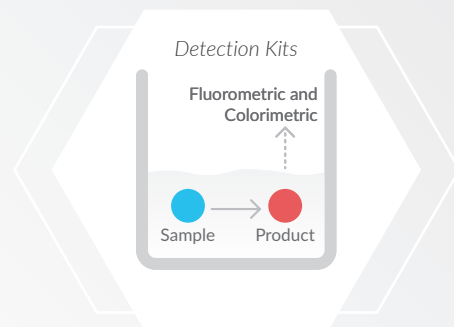 Detection Kits
Fluorometric and
Colorimetric
Sample
Product